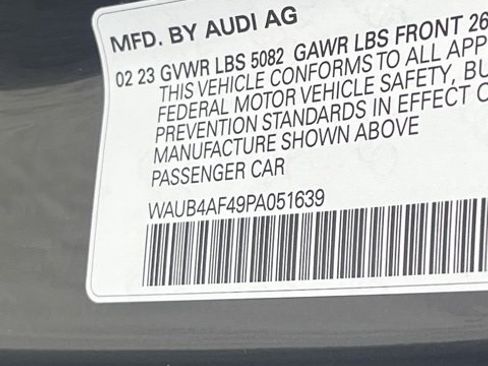 MFD. BY AUDI AG
02 23 GVWR LBS 5082 GAWR LBS FRONT 26
THIS VEHICLE CONFORMS TO ALL APP
FEDERAL MOTOR VEHICLE SAFETY, BU
PREVENTION STANDARDS IN EFFECT O
MANUFACTURE SHOWN ABOVE
PASSENGER CAR
WAUB4AF49PA051639